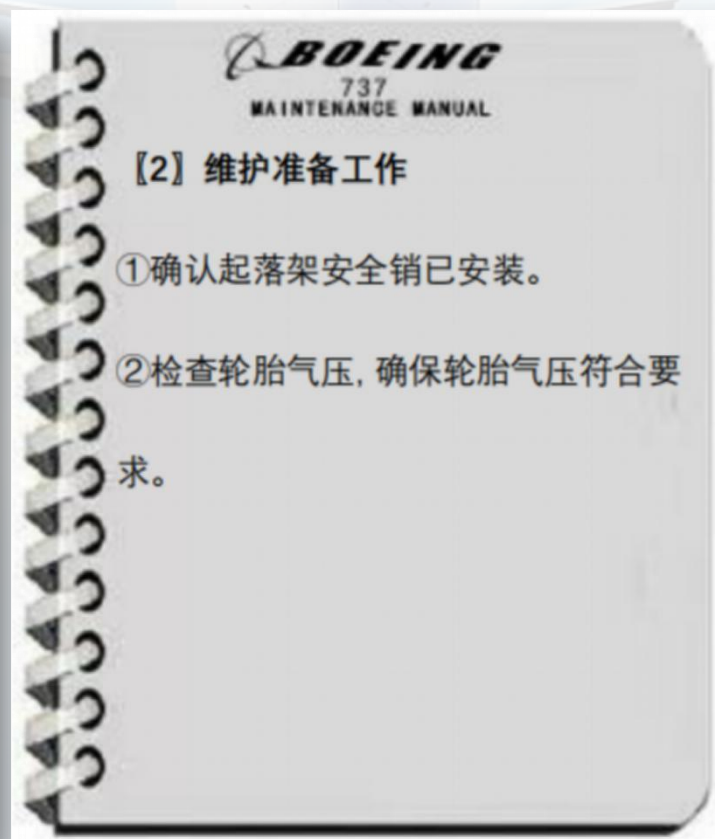 BOEING
737
MAINTENANCE MANUAL
〖2〗维护准备工作
①确认起落架安全销已安装。
②检查轮胎气压, 确保轮胎气压符合要
求。